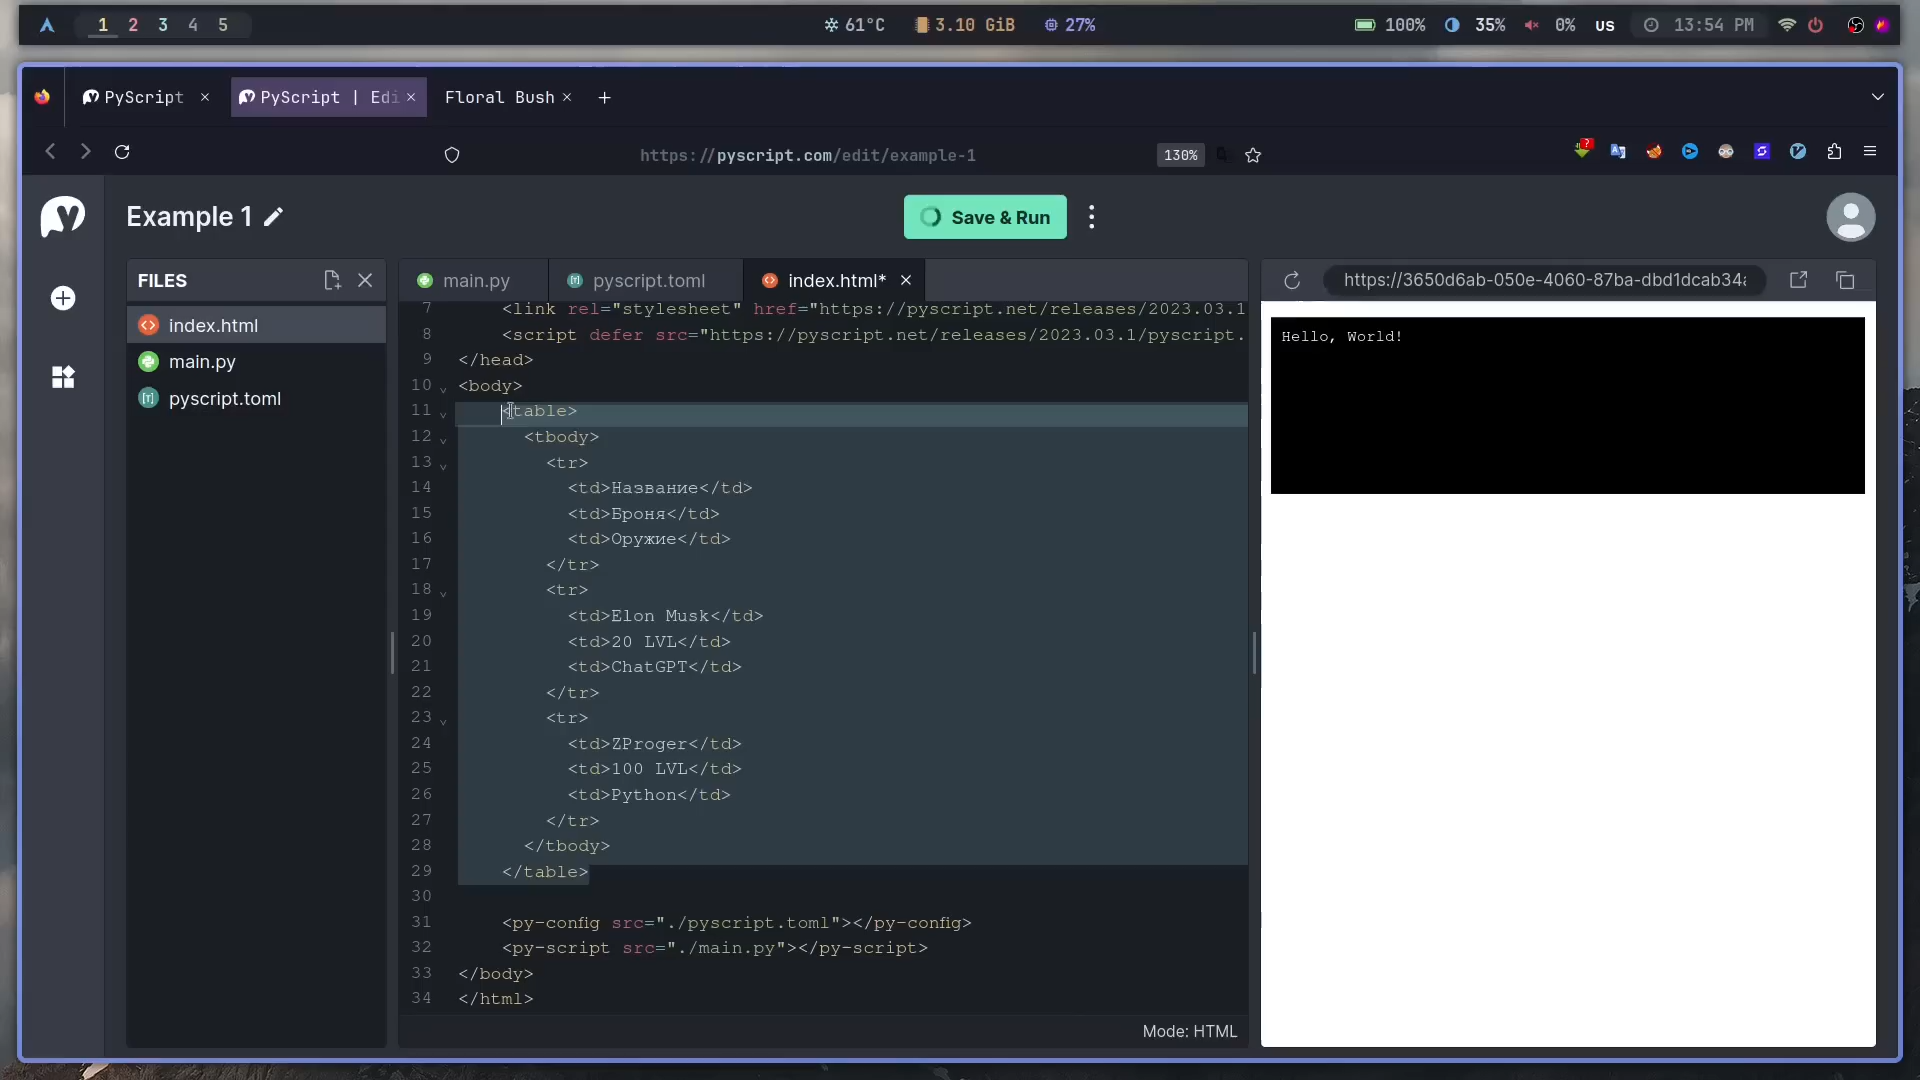 1 2 3 4 5
61°C 3.10 GiB 27%
100% 35% 0% us 13:54 PM
PyScript × PyScript | Edi × Floral Bush × +
https://pyscript.com/edit/example-1 130%
Example 1
Save & Run
FILES
index.html
main.py
pyscript.toml
main.py pyscript.toml index.html* ×
7 <link rel="stylesheet" href="https://pyscript.net/releases/2023.03.1
8 <script defer src="https://pyscript.net/releases/2023.03.1/pyscript.
9 </head>
10 <body>
11 <table>
12 <tbody>
13 <tr>
14 <td>Название</td>
15 <td>Броня</td>
16 <td>Оружие</td>
17 </tr>
18 <tr>
19 <td>Elon Musk</td>
20 <td>20 LVL</td>
21 <td>ChatGPT</td>
22 </tr>
23 <tr>
24 <td>ZProger</td>
25 <td>100 LVL</td>
26 <td>Python</td>
27 </tr>
28 </tbody>
29 </table>
30
31 <py-config src="./pyscript.toml"></py-config>
32 <py-script src="./main.py"></py-script>
33 </body>
34 </html>
Mode: HTML
https://3650d6ab-050e-4060-87ba-dbd1dcab34
Hello, World!